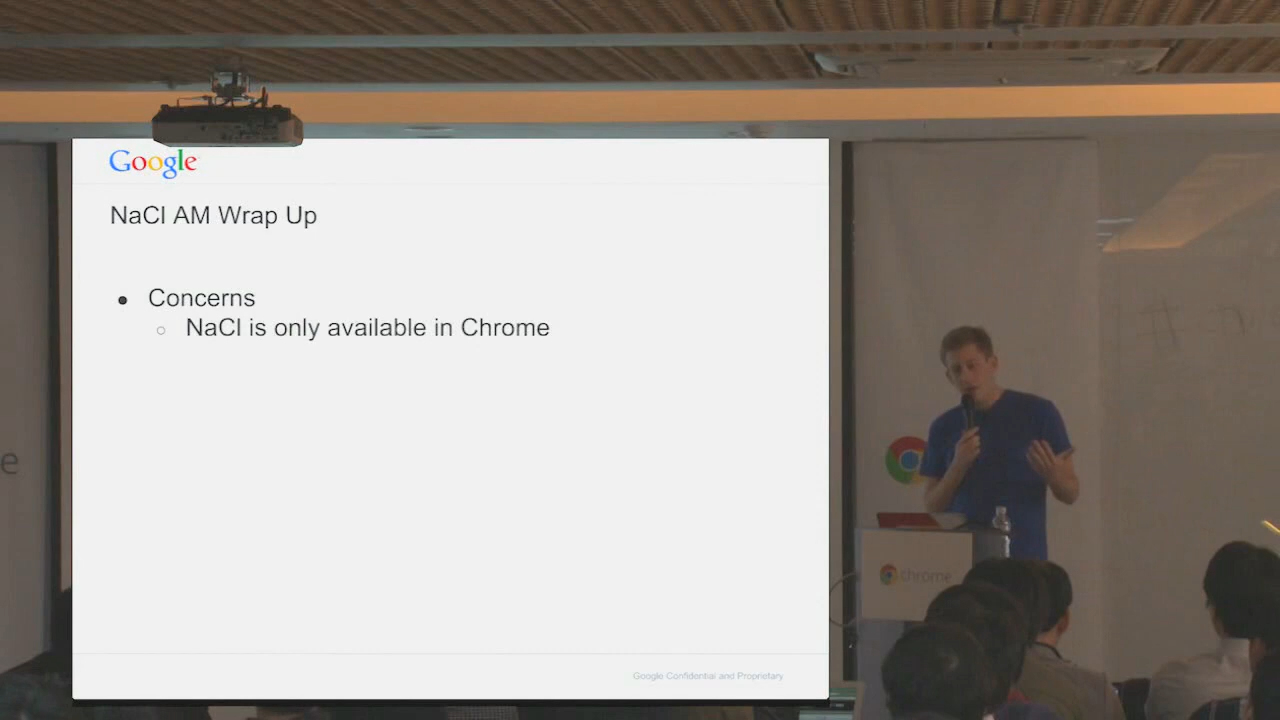 Google
NaCl AM Wrap Up
● Concerns
○ NaCl is only available in Chrome
Google Confidential and Proprietary
e
chrome